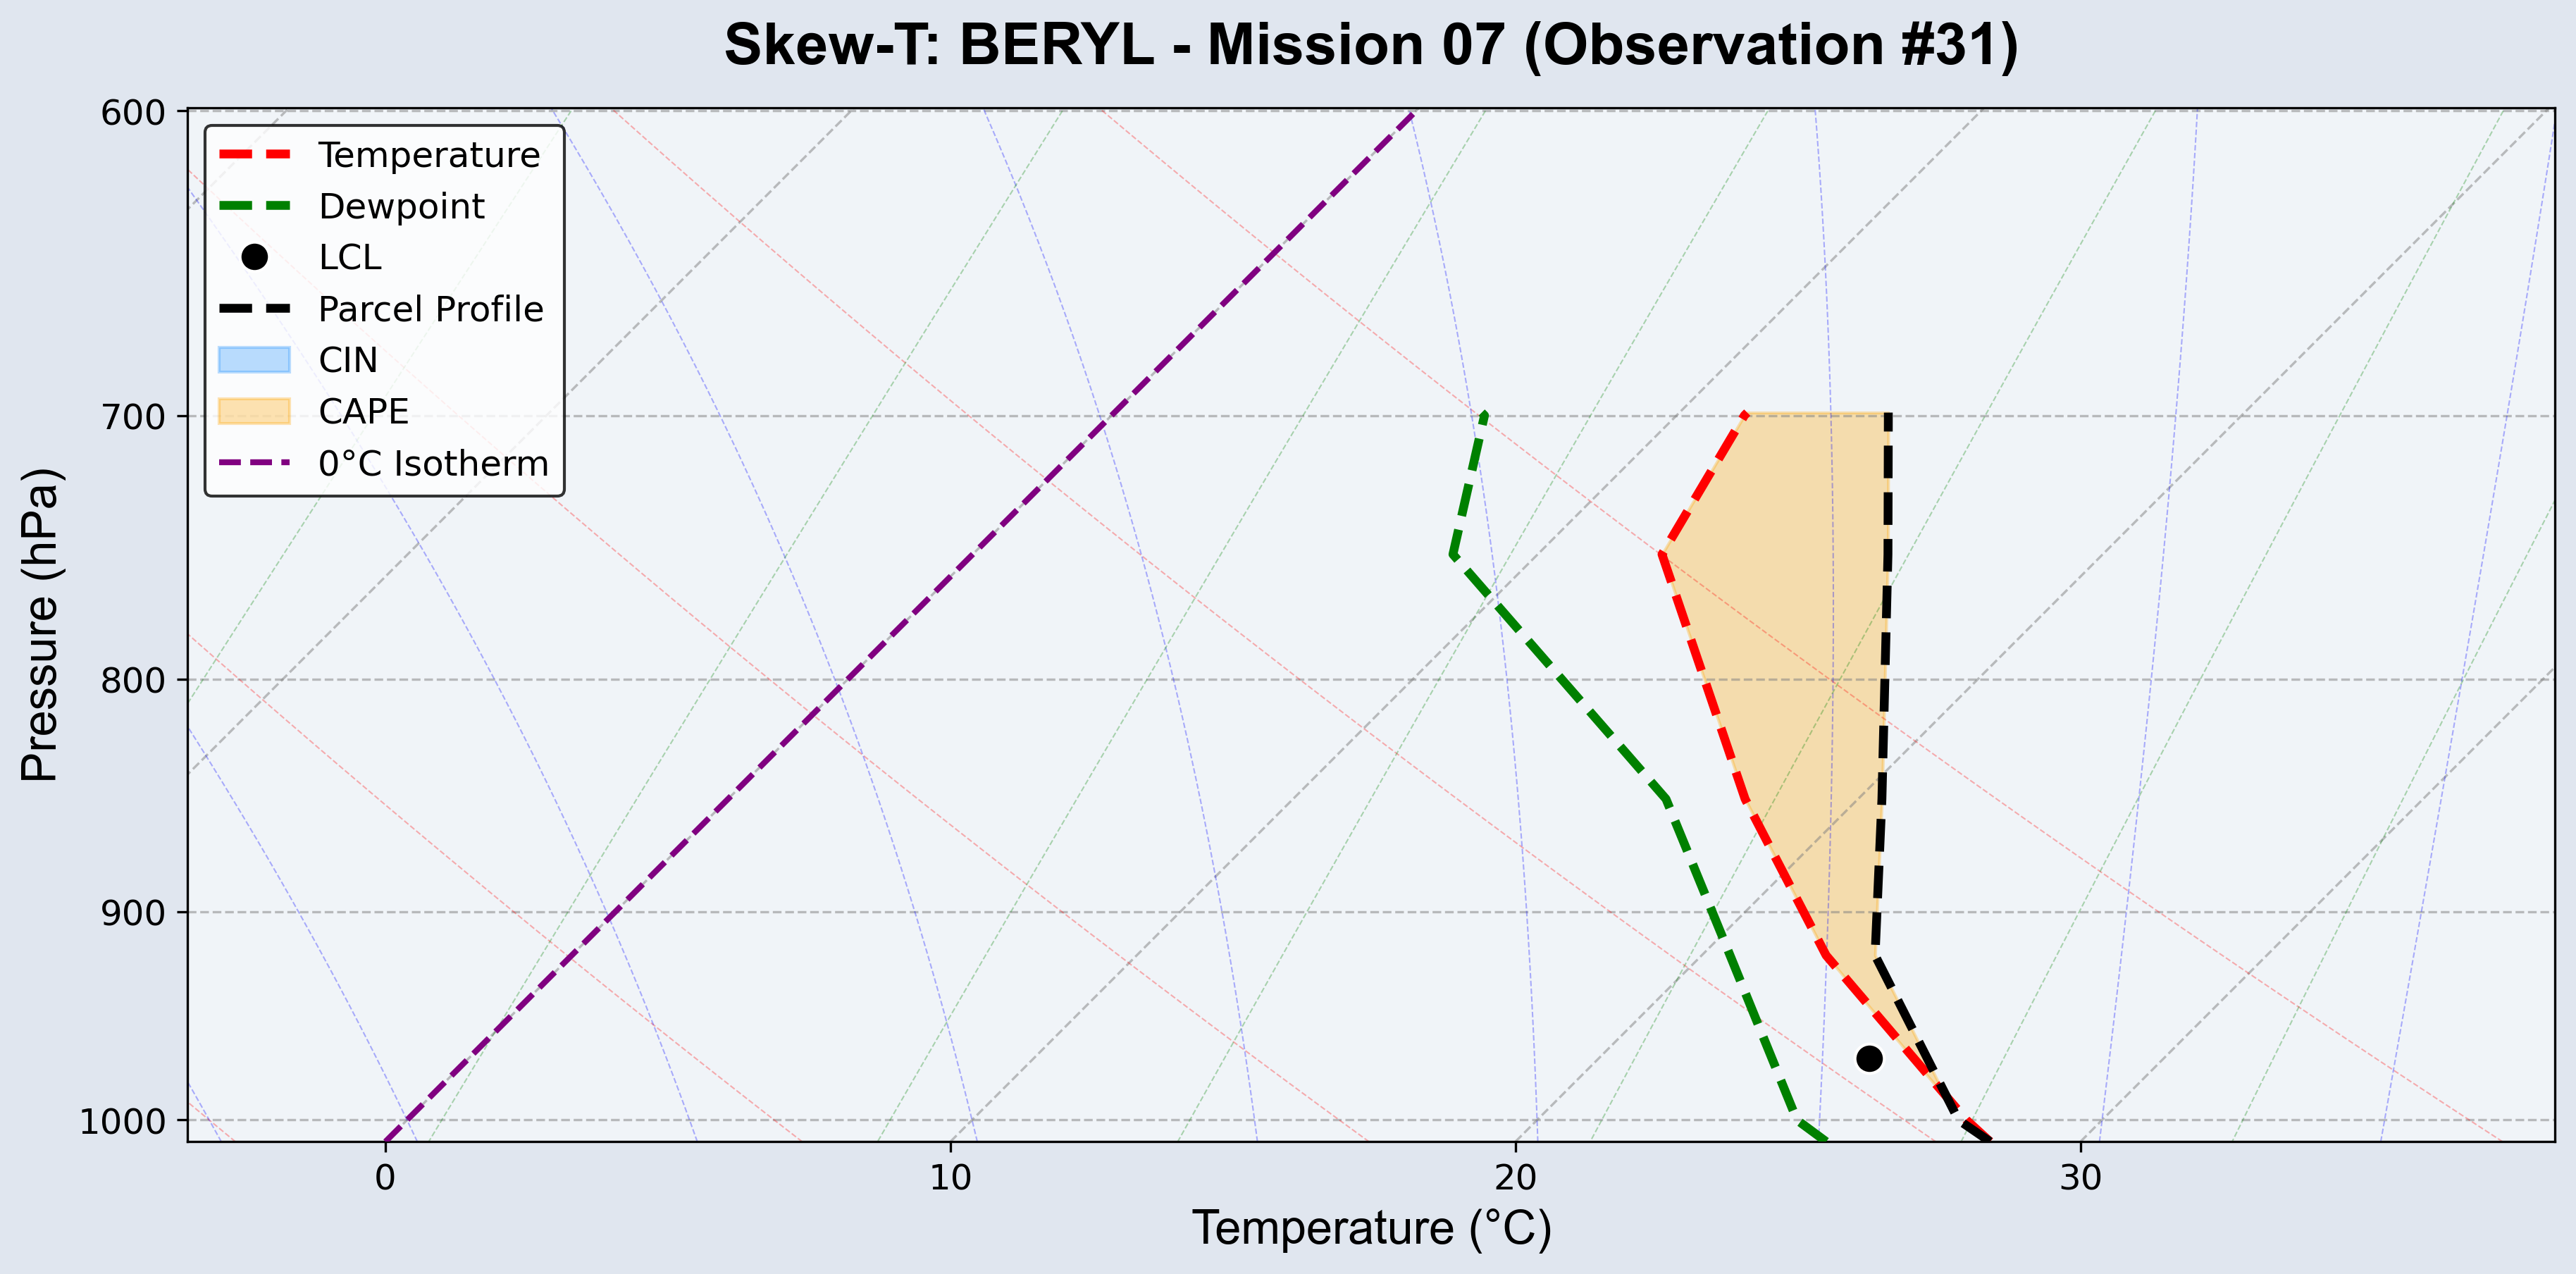 Skew-T: BERYL - Mission 07 (Observation #31)
600
700
800
900
1000
Pressure (hPa)
Temperature
Dewpoint
LCL
Parcel Profile
CIN
CAPE
0°C Isotherm
0
10
20
30
Temperature (°C)